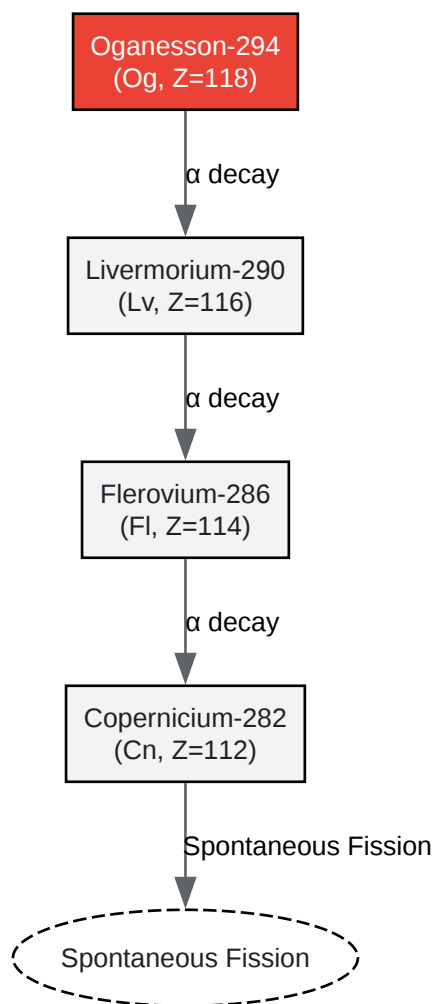 Oganesson-294
(Og, Z=118)
α decay
Livermorium-290
(Lv, Z=116)
α decay
Flerovium-286
(Fl, Z=114)
α decay
Copernicium-282
(Cn, Z=112)
Spontaneous Fission
Spontaneous Fission